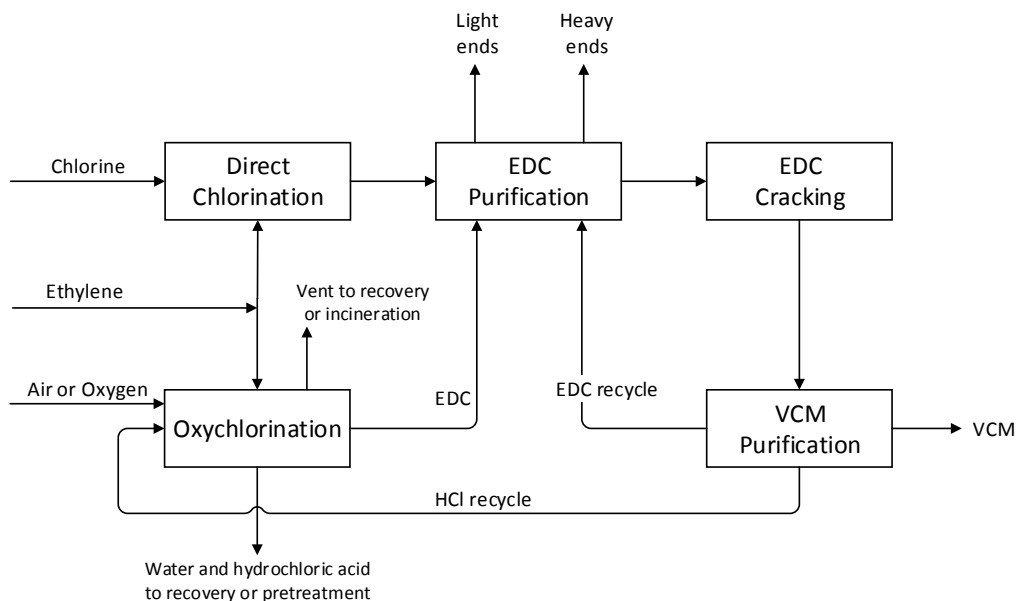 Light
ends
Heavy
ends
Chlorine
Direct
Chlorination
EDC
Purification
EDC
Cracking
Ethylene
Vent to recovery
or incineration
Air or Oxygen
Oxychlorination
EDC
EDC recycle
VCM
Purification
VCM
HCl recycle
Water and hydrochloric acid
to recovery or pretreatment